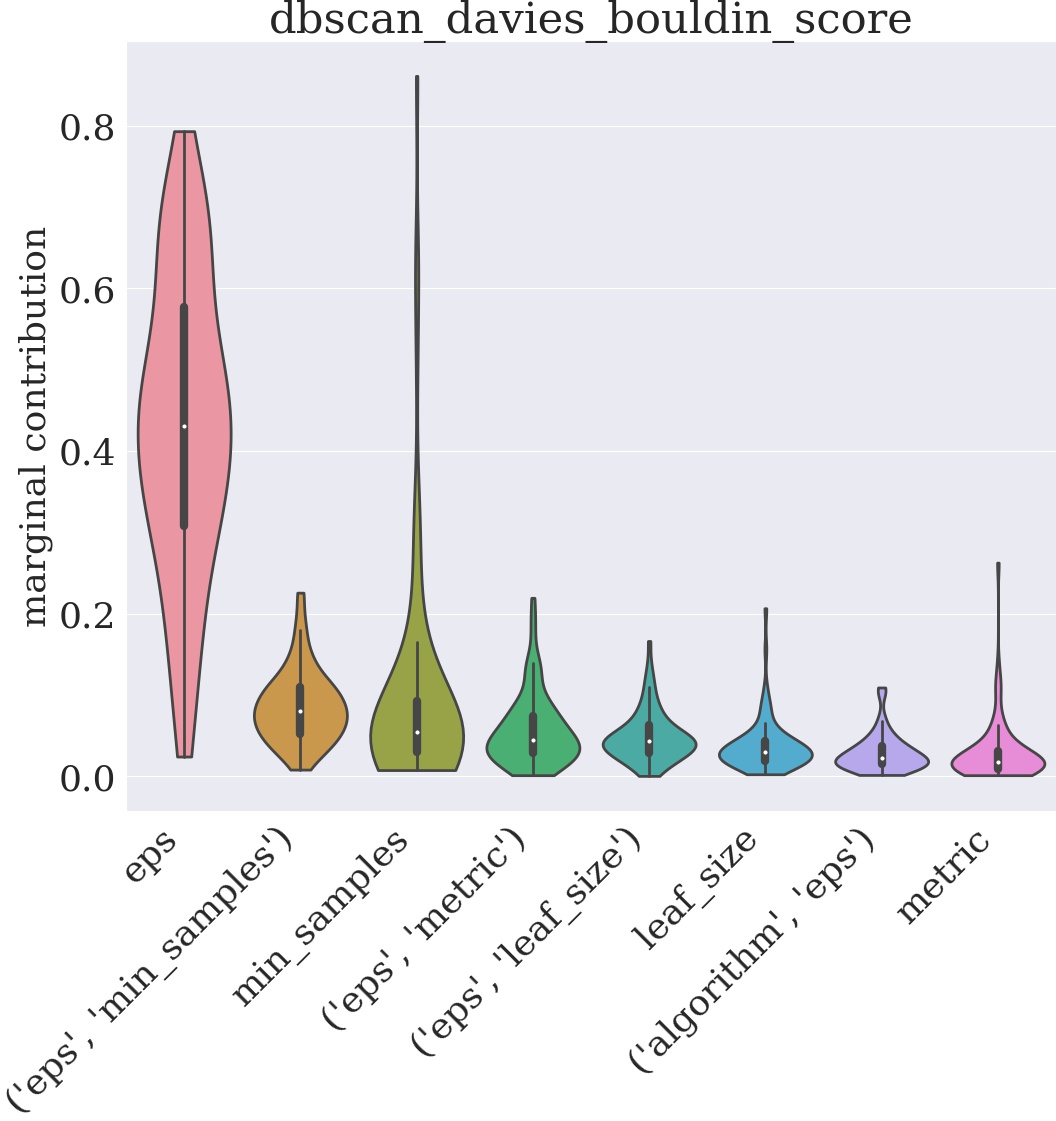 dbscan_davies_bouldin_score
marginal contribution
0.8
0.6
0.4
0.2
0.0
eps
('eps', 'min_samples')
min_samples
('eps', 'metric')
('eps', 'leaf_size')
leaf_size
('algorithm', 'eps')
metric